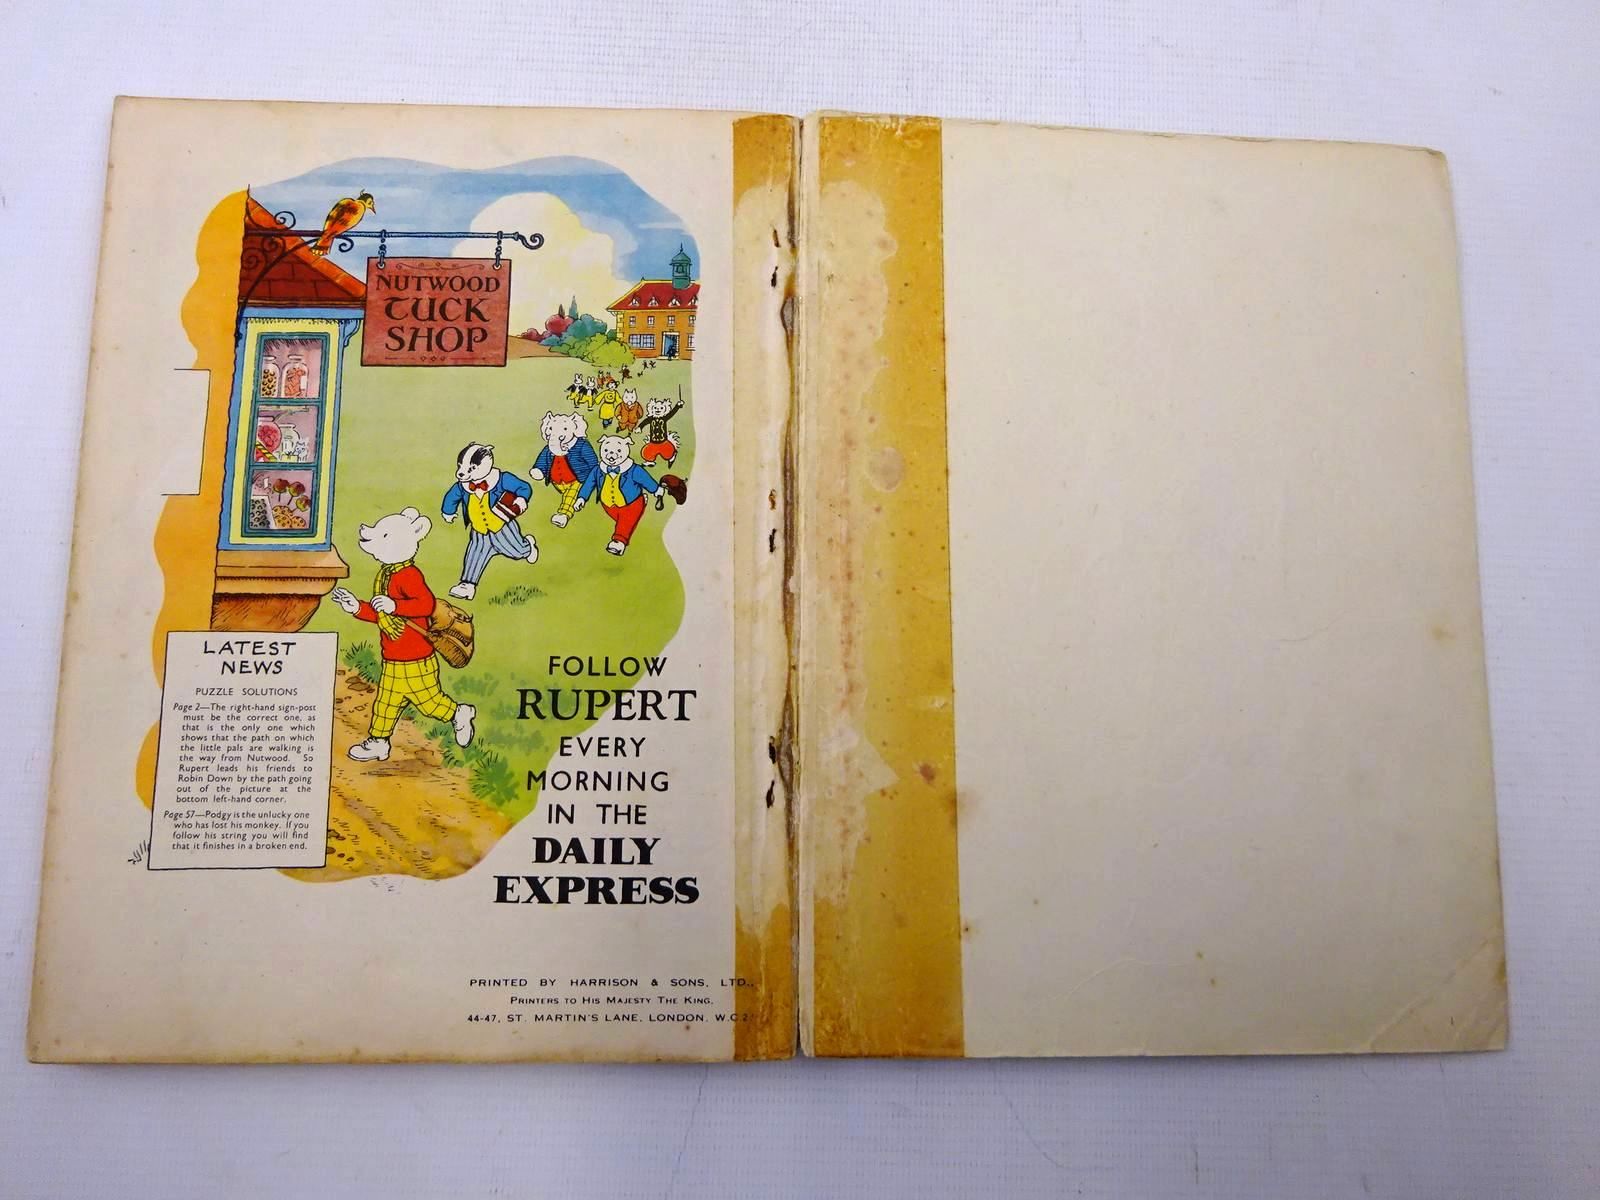 NUTWOOD
TUCK
SHOP
LATEST
NEWS
PUZZLE SOLUTIONS
Page 2—The right-hand sign-post
must be the correct one, as
that is the only one which
shows that the path on which
the little pals are walking is
the way from Nutwood. So
Rupert leads his friends to
Robin Down by the path going
out of the picture at the
bottom left-hand corner.
Page 57—Podgy is the unlucky one
who has lost his monkey. If you
follow his string you will find
that it finishes in a broken end.
FOLLOW
RUPERT
EVERY
MORNING
IN THE
DAILY
EXPRESS
PRINTED BY HARRISON & SONS, LTD.,
PRINTERS TO HIS MAJESTY THE KING,
44-47, ST. MARTIN'S LANE, LONDON, W.C.2